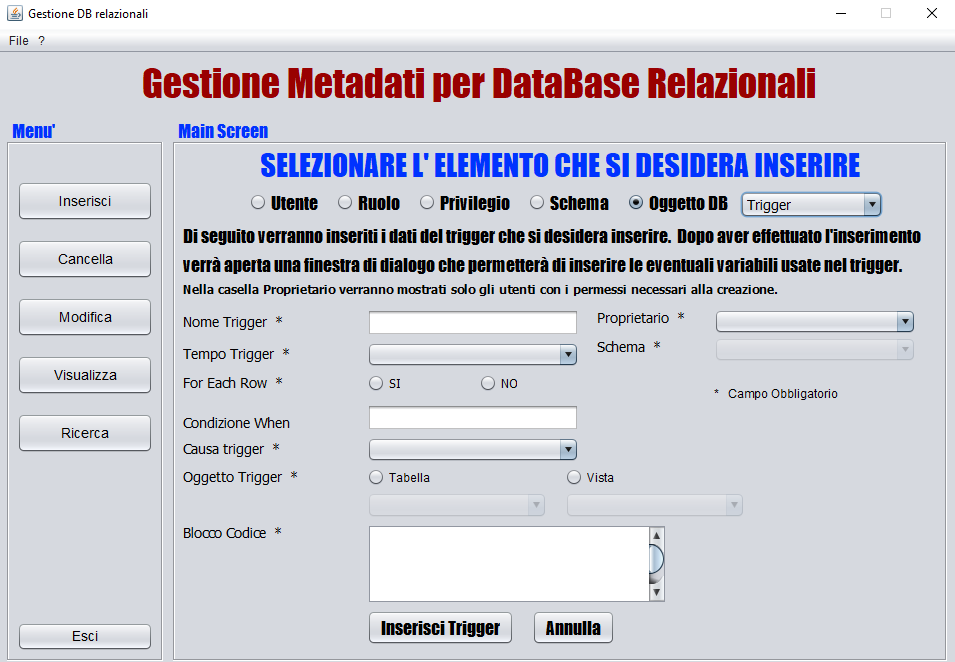 Gestione DB relazionali
File ?
Gestione Metadati per DataBase Relazionali
Menu'
Main Screen
SELEZIONARE L' ELEMENTO CHE SI DESIDERA INSERIRE
Utente Ruolo Privilegio Schema Oggetto DB Trigger
Di seguito verranno inseriti i dati del trigger che si desidera inserire. Dopo aver effettuato l'inserimento
verrà aperta una finestra di dialogo che permetterà di inserire le eventuali variabili usate nel trigger.
Nella casella Proprietario verranno mostrati solo gli utenti con i permessi necessari alla creazione.
Inserisci
Cancella
Modifica
Visualizza
Ricerca
Esci
Nome Trigger *
Proprietario *
Tempo Trigger *
Schema *
For Each Row *
SI NO
* Campo Obbligatorio
Condizione When
Causa trigger *
Oggetto Trigger *
Tabella Vista
Blocco Codice *
Inserisci Trigger Annulla